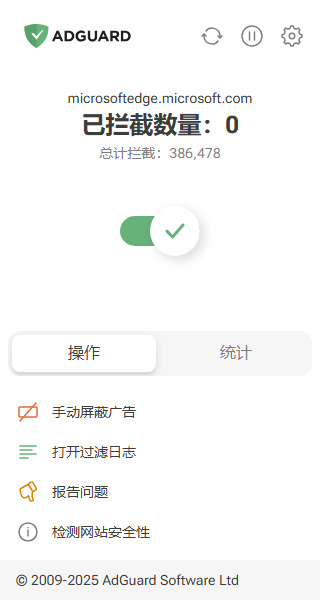 ADGUARD
microsoftedge.microsoft.com
已拦截数量：0
总计拦截：386,478
操作
统计
手动屏蔽广告
打开过滤日志
报告问题
检测网站安全性
© 2009-2025 AdGuard Software Ltd